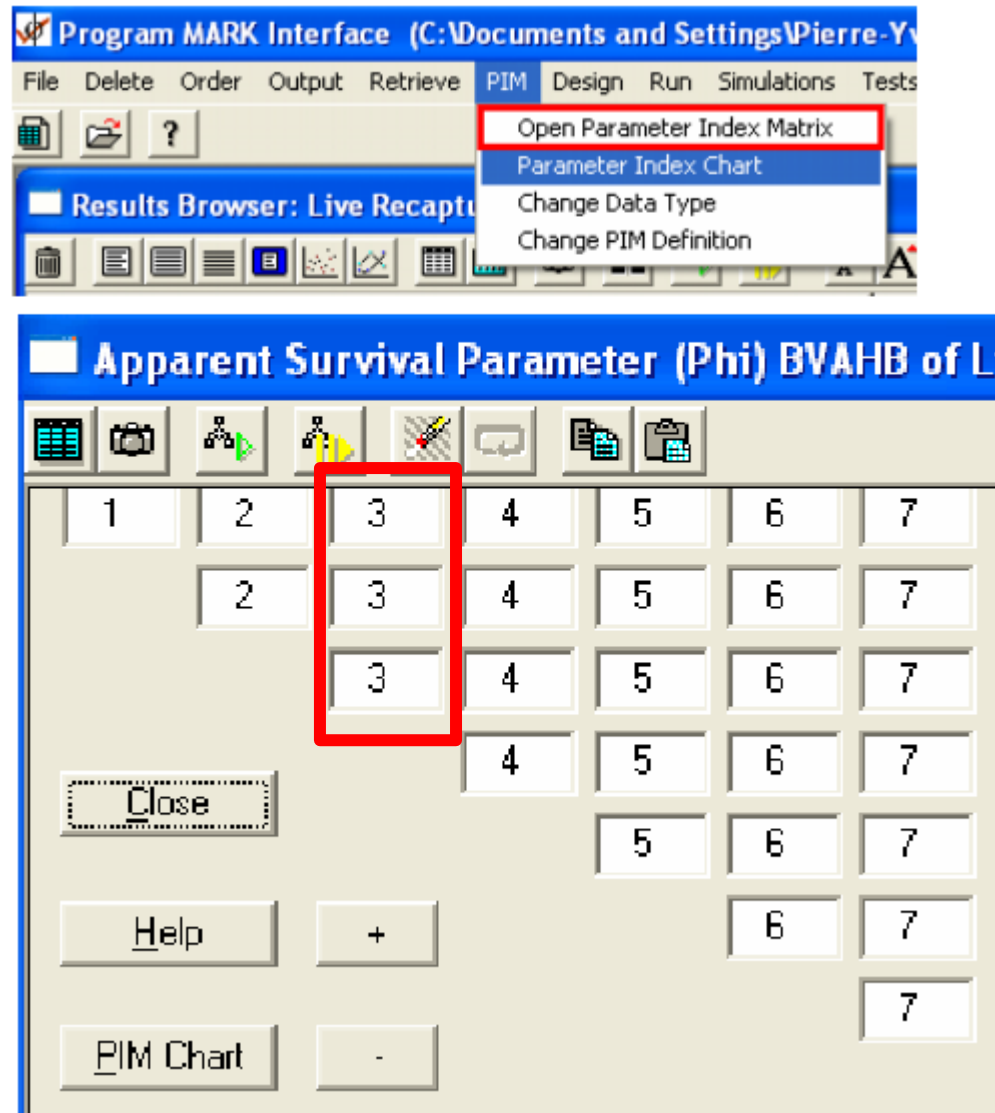 Program MARK Interface (C:\Documents and Settings\Pierre-Yv
File Delete Order Output Retrieve PIM Design Run Simulations Tests
?
Open Parameter Index Matrix
Parameter Index Chart
Results Browser: Live Recaptu
Change Data Type
Change PIM Definition
A A
Apparent Survival Parameter (Phi) BVAHB of L
1 2 3 4 5 6 7
2 3 4 5 6 7
3 4 5 6 7
4 5 6 7
Close
5 6 7
Help + 6 7
7
PIM Chart -